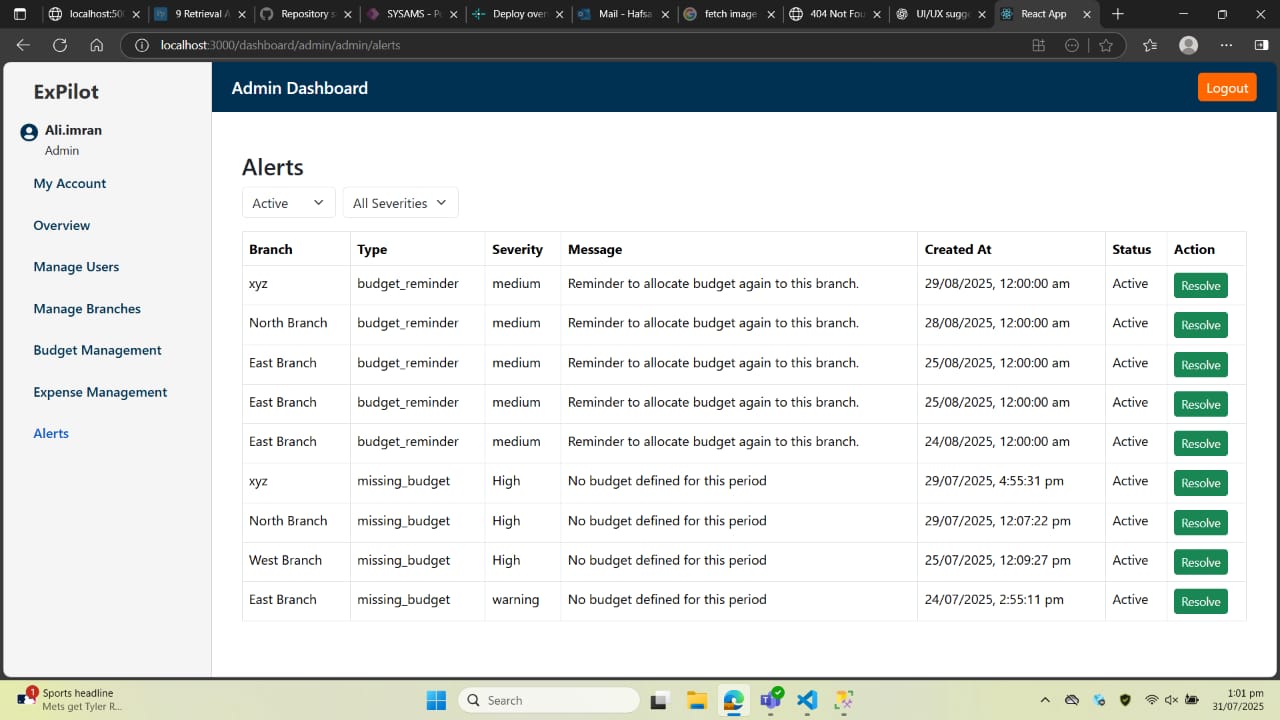 localhost:50
9 Retrieval A
Repository s
SYSAMS - P
Deploy over
Mail - Hafsa
fetch image
404 Not Fou
UI/UX sugg
React App
localhost:3000/dashboard/admin/admin/alerts
ExPilot
Admin Dashboard
Logout
Ali.imran
Admin
My Account
Overview
Manage Users
Manage Branches
Budget Management
Expense Management
Alerts
Alerts
Active All Severities
Branch Type Severity Message Created At Status Action
xyz budget_reminder medium Reminder to allocate budget again to this branch. 29/08/2025, 12:00:00 am Active Resolve
North Branch budget_reminder medium Reminder to allocate budget again to this branch. 28/08/2025, 12:00:00 am Active Resolve
East Branch budget_reminder medium Reminder to allocate budget again to this branch. 25/08/2025, 12:00:00 am Active Resolve
East Branch budget_reminder medium Reminder to allocate budget again to this branch. 25/08/2025, 12:00:00 am Active Resolve
East Branch budget_reminder medium Reminder to allocate budget again to this branch. 24/08/2025, 12:00:00 am Active Resolve
xyz missing_budget High No budget defined for this period 29/07/2025, 4:55:31 pm Active Resolve
North Branch missing_budget High No budget defined for this period 29/07/2025, 12:07:22 pm Active Resolve
West Branch missing_budget High No budget defined for this period 25/07/2025, 12:09:27 pm Active Resolve
East Branch missing_budget warning No budget defined for this period 24/07/2025, 2:55:11 pm Active Resolve
1
Sports headline
Mets get Tyler R...
Search
1:01 pm
31/07/2025